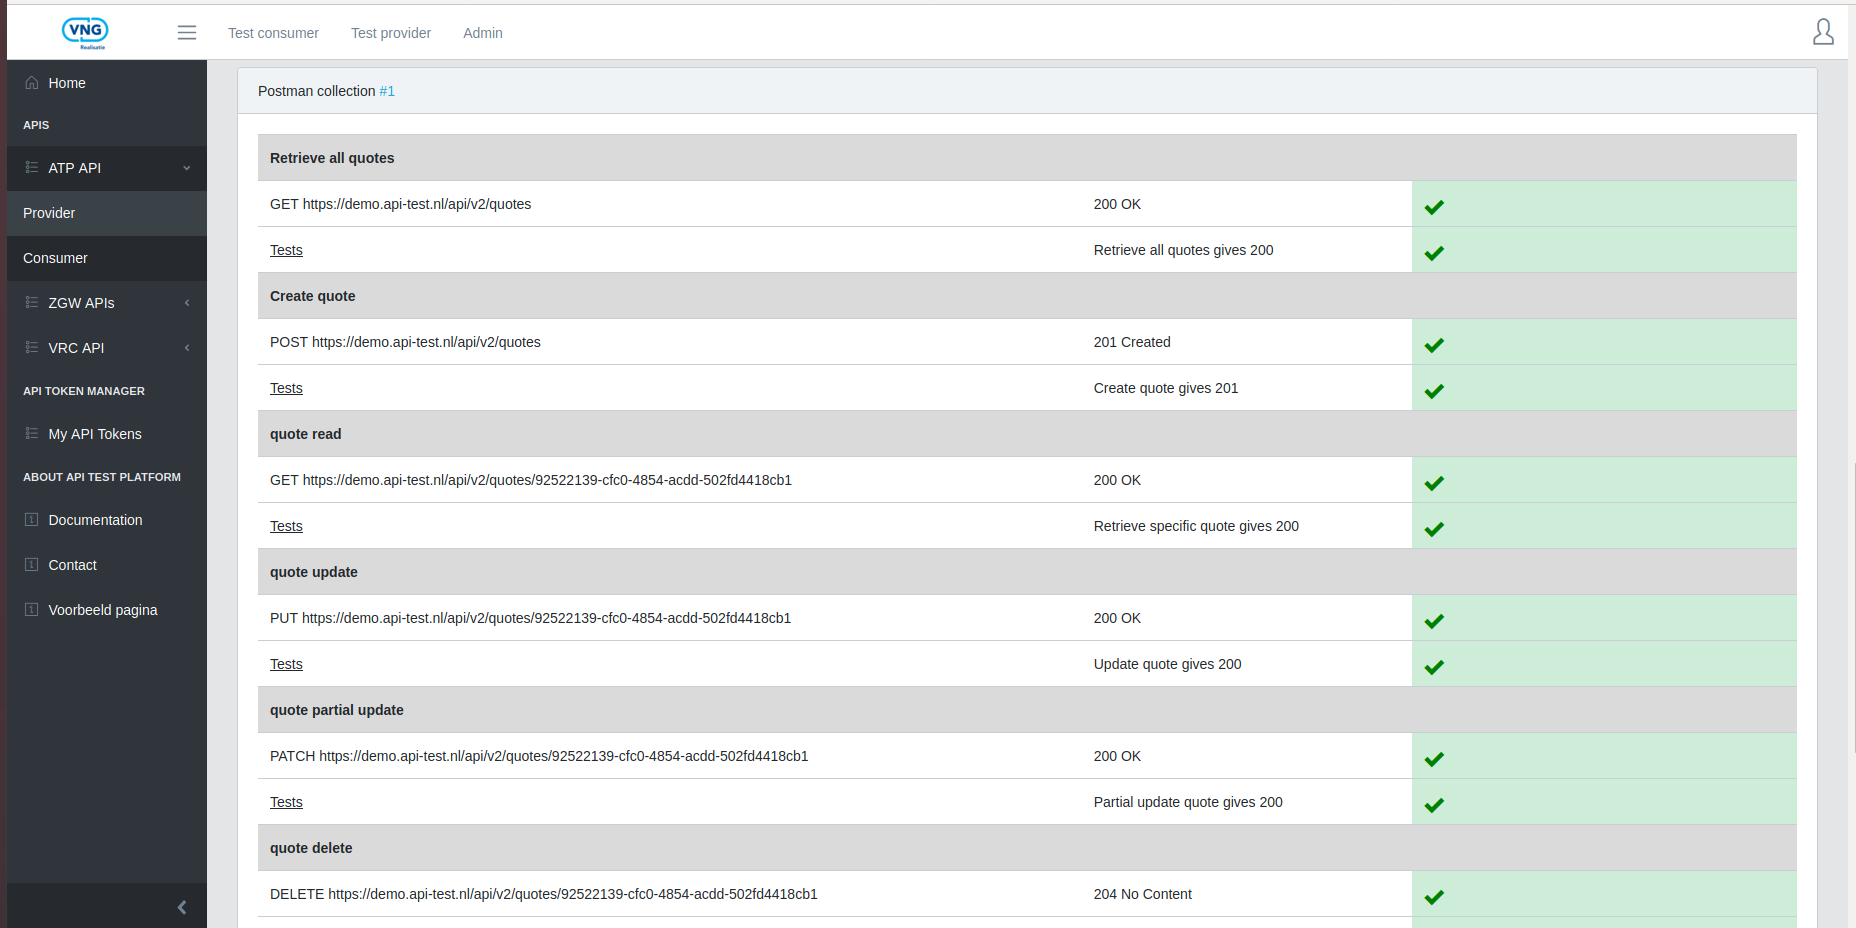 VNG
Realisatie
Test consumer
Test provider
Admin
Home
APIS
ATP API
Provider
Consumer
ZGW APIs
VRC API
API TOKEN MANAGER
My API Tokens
ABOUT API TEST PLATFORM
Documentation
Contact
Voorbeeld pagina
Postman collection #1
Retrieve all quotes
GET https://demo.api-test.nl/api/v2/quotes 200 OK
Tests Retrieve all quotes gives 200
Create quote
POST https://demo.api-test.nl/api/v2/quotes 201 Created
Tests Create quote gives 201
quote read
GET https://demo.api-test.nl/api/v2/quotes/92522139-cfc0-4854-acdd-502fd4418cb1 200 OK
Tests Retrieve specific quote gives 200
quote update
PUT https://demo.api-test.nl/api/v2/quotes/92522139-cfc0-4854-acdd-502fd4418cb1 200 OK
Tests Update quote gives 200
quote partial update
PATCH https://demo.api-test.nl/api/v2/quotes/92522139-cfc0-4854-acdd-502fd4418cb1 200 OK
Tests Partial update quote gives 200
quote delete
DELETE https://demo.api-test.nl/api/v2/quotes/92522139-cfc0-4854-acdd-502fd4418cb1 204 No Content